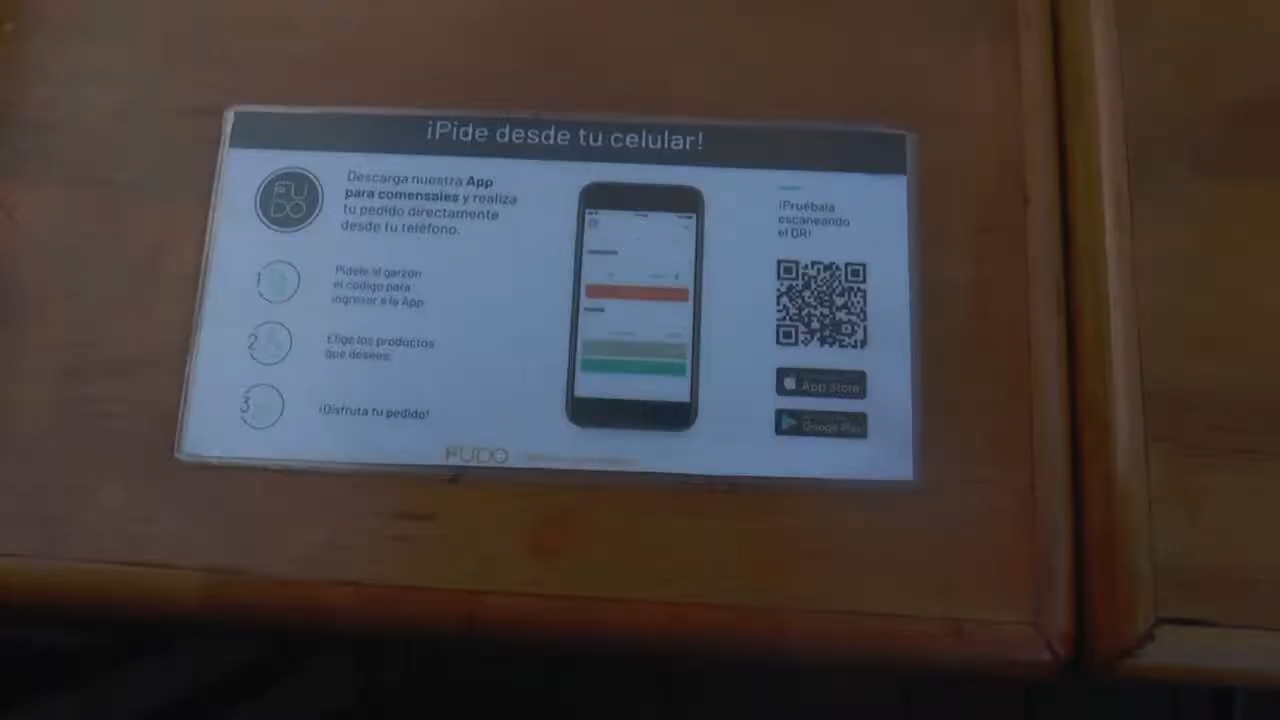 ¡Pide desde tu celular!
FU
DO
Descarga nuestra App
para comensales y realiza
tu pedido directamente
desde tu teléfono.
1
Pídele al garzón
el código para
ingresar a la App.
2
Elige los productos
que desees.
3
¡Disfruta tu pedido!
¡Pruébala
escaneando
el QR!
App Store
Google Play
FUDO